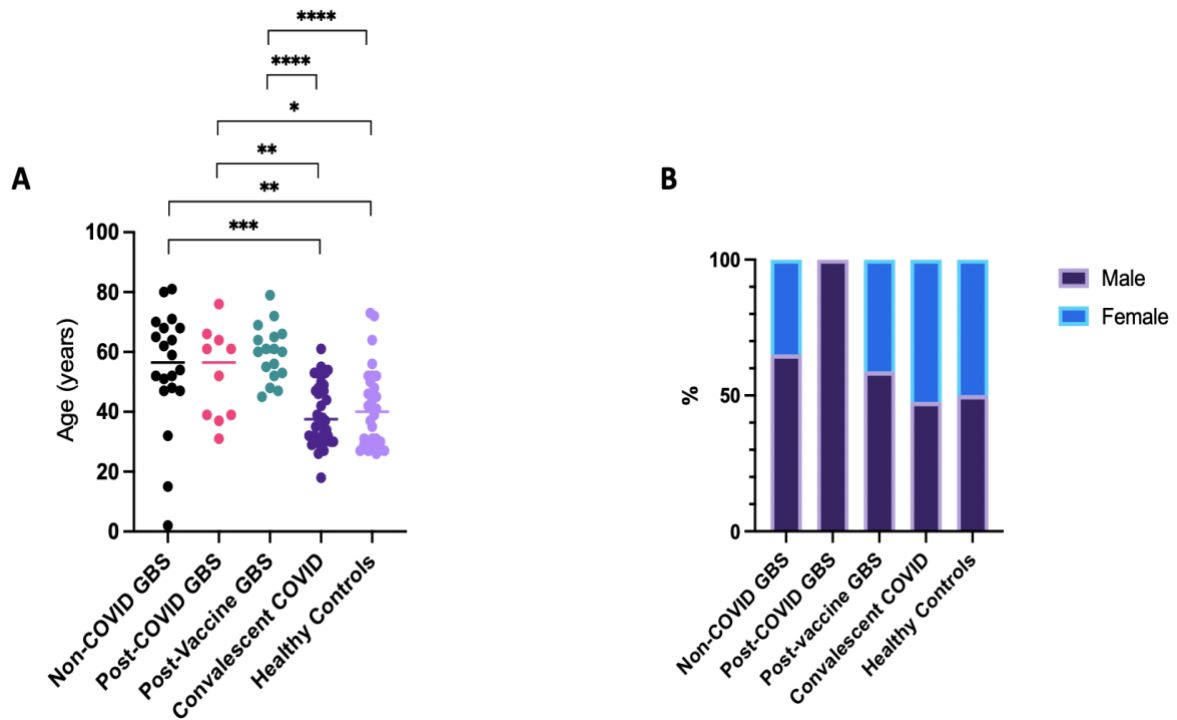 A
****
****
*
**
**
***
Age (years)
100
80
60
40
20
0
Non-COVID GBS
Post-COVID GBS
Post-Vaccine GBS
Convalescent COVID
Healthy Controls
B
%
100
50
0
Non-COVID GBS
Post-COVID GBS
Post-vaccine GBS
Convalescent COVID
Healthy Controls
Male
Female